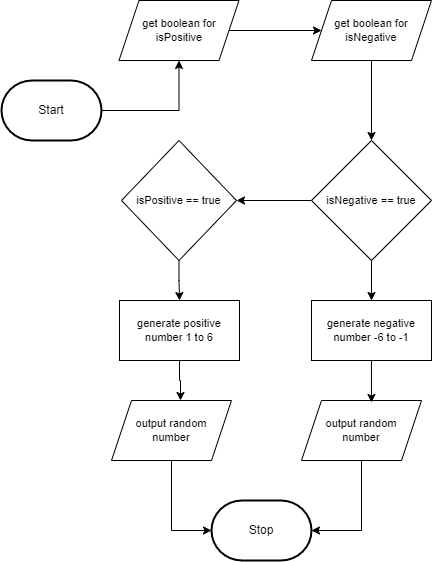 get boolean for
isPositive
get boolean for
isNegative
Start
isPositive == true
isNegative == true
generate positive
number 1 to 6
generate negative
number -6 to -1
output random
number
output random
number
Stop